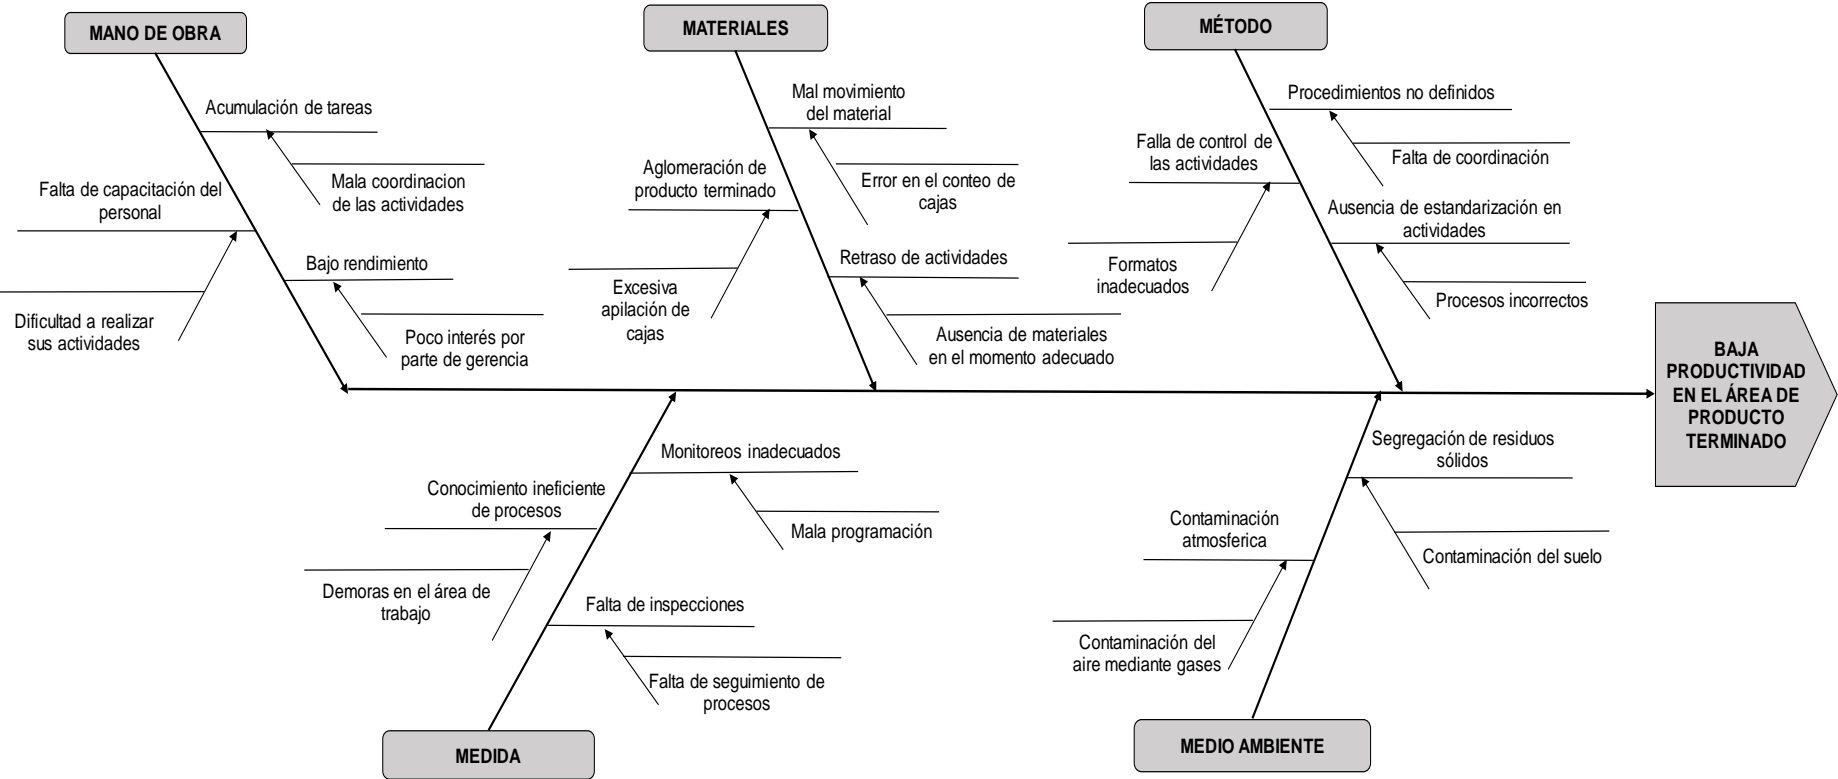 MANO DE OBRA
Acumulación de tareas
Mala coordinacion
de las actividades
Falta de capacitación del
personal
Dificultad a realizar
sus actividades
Bajo rendimiento
Poco interés por
parte de gerencia
MATERIALES
Mal movimiento
del material
Error en el conteo de
cajas
Aglomeración de
producto terminado
Excesiva
apilación de
cajas
Retraso de actividades
Ausencia de materiales
en el momento adecuado
MÉTODO
Procedimientos no definidos
Falta de coordinación
Falla de control de
las actividades
Formatos
inadecuados
Ausencia de estandarización en
actividades
Procesos incorrectos
BAJA
PRODUCTIVIDAD
EN EL ÁREA DE
PRODUCTO
TERMINADO
Monitoreos inadecuados
Mala programación
Conocimiento ineficiente
de procesos
Demoras en el área de
trabajo
Falta de inspecciones
Falta de seguimiento de
procesos
MEDIDA
Segregación de residuos
sólidos
Contaminación del suelo
Contaminación
atmosferica
Contaminación del
aire mediante gases
MEDIO AMBIENTE